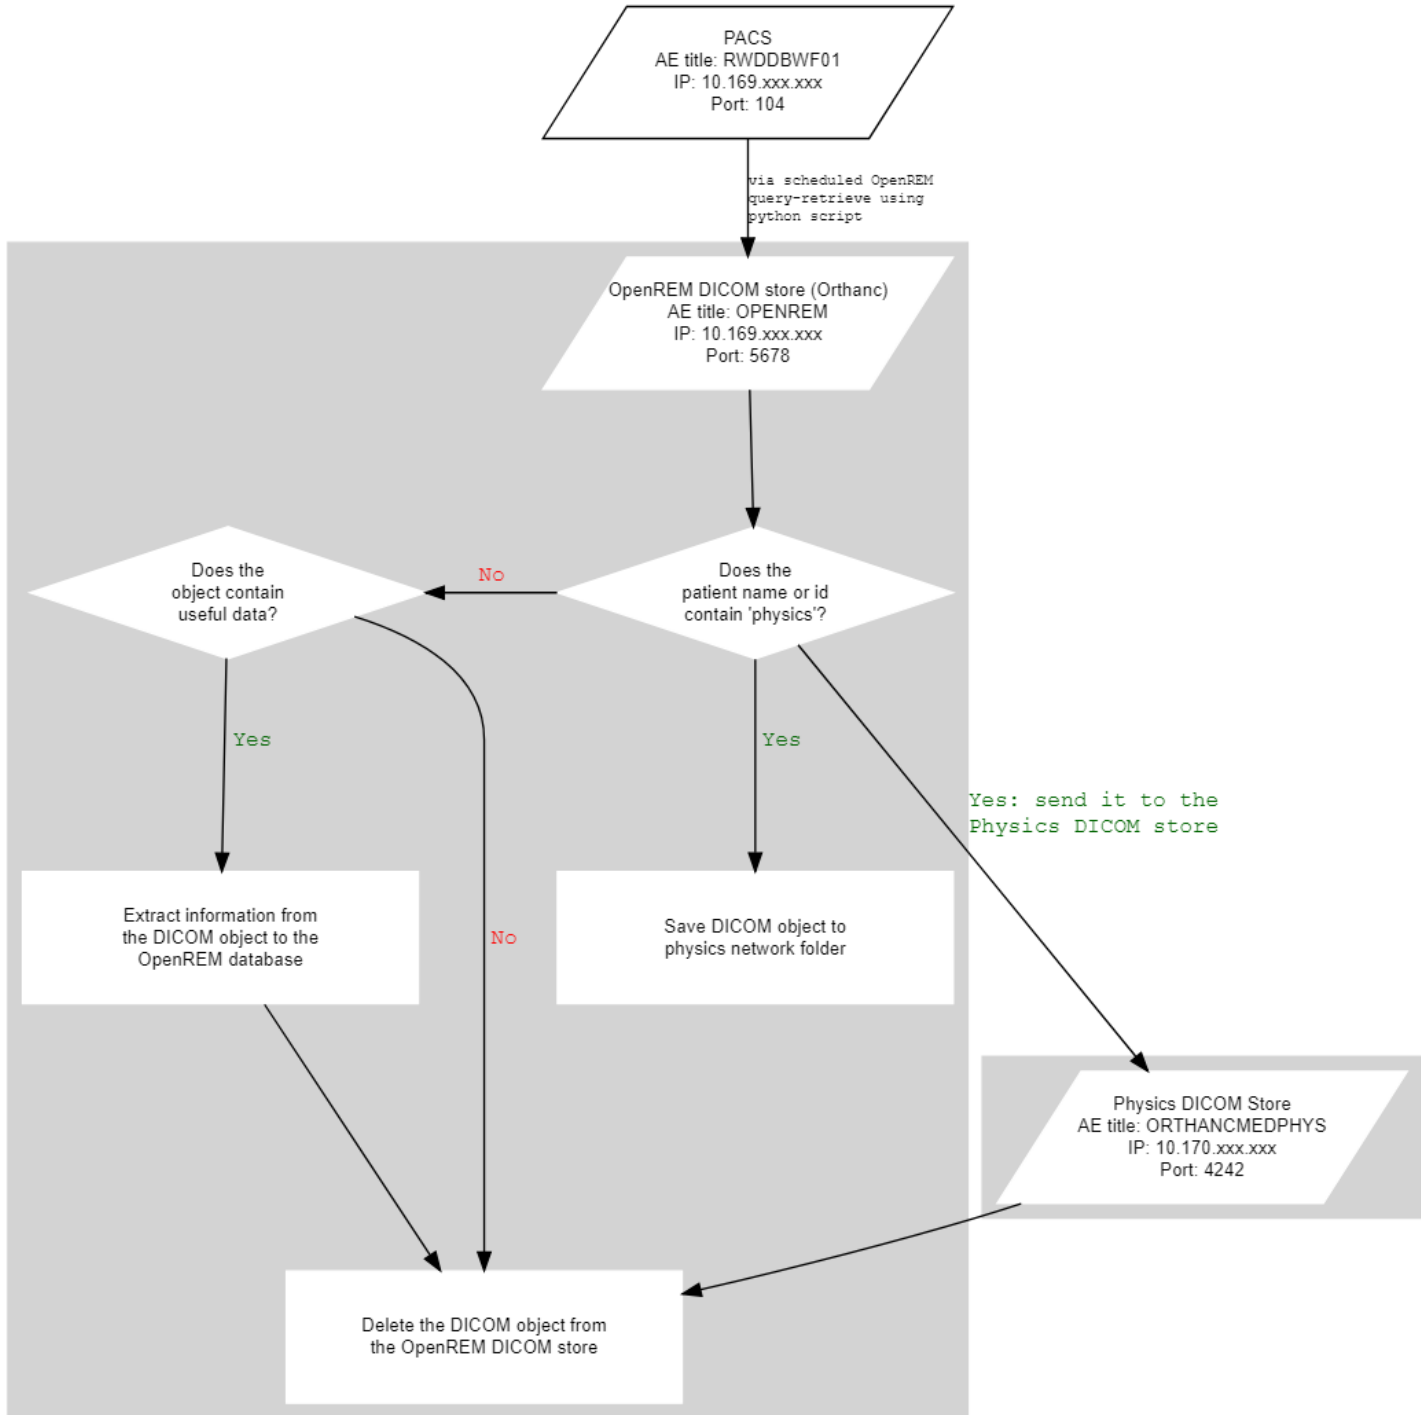 PACS
AE title: RWDDBWF01
IP: 10.169.xxx.xxx
Port: 104
via scheduled OpenREM
query-retrieve using
python script
OpenREM DICOM store (Orthanc)
AE title: OPENREM
IP: 10.169.xxx.xxx
Port: 5678
Does the
object contain
useful data?
No
Does the
patient name or id
contain 'physics'?
Yes
Yes
Yes: send it to the
Physics DICOM store
Extract information from
the DICOM object to the
OpenREM database
No
Save DICOM object to
physics network folder
Physics DICOM Store
AE title: ORTHANCMEDPHYS
IP: 10.170.xxx.xxx
Port: 4242
Delete the DICOM object from
the OpenREM DICOM store